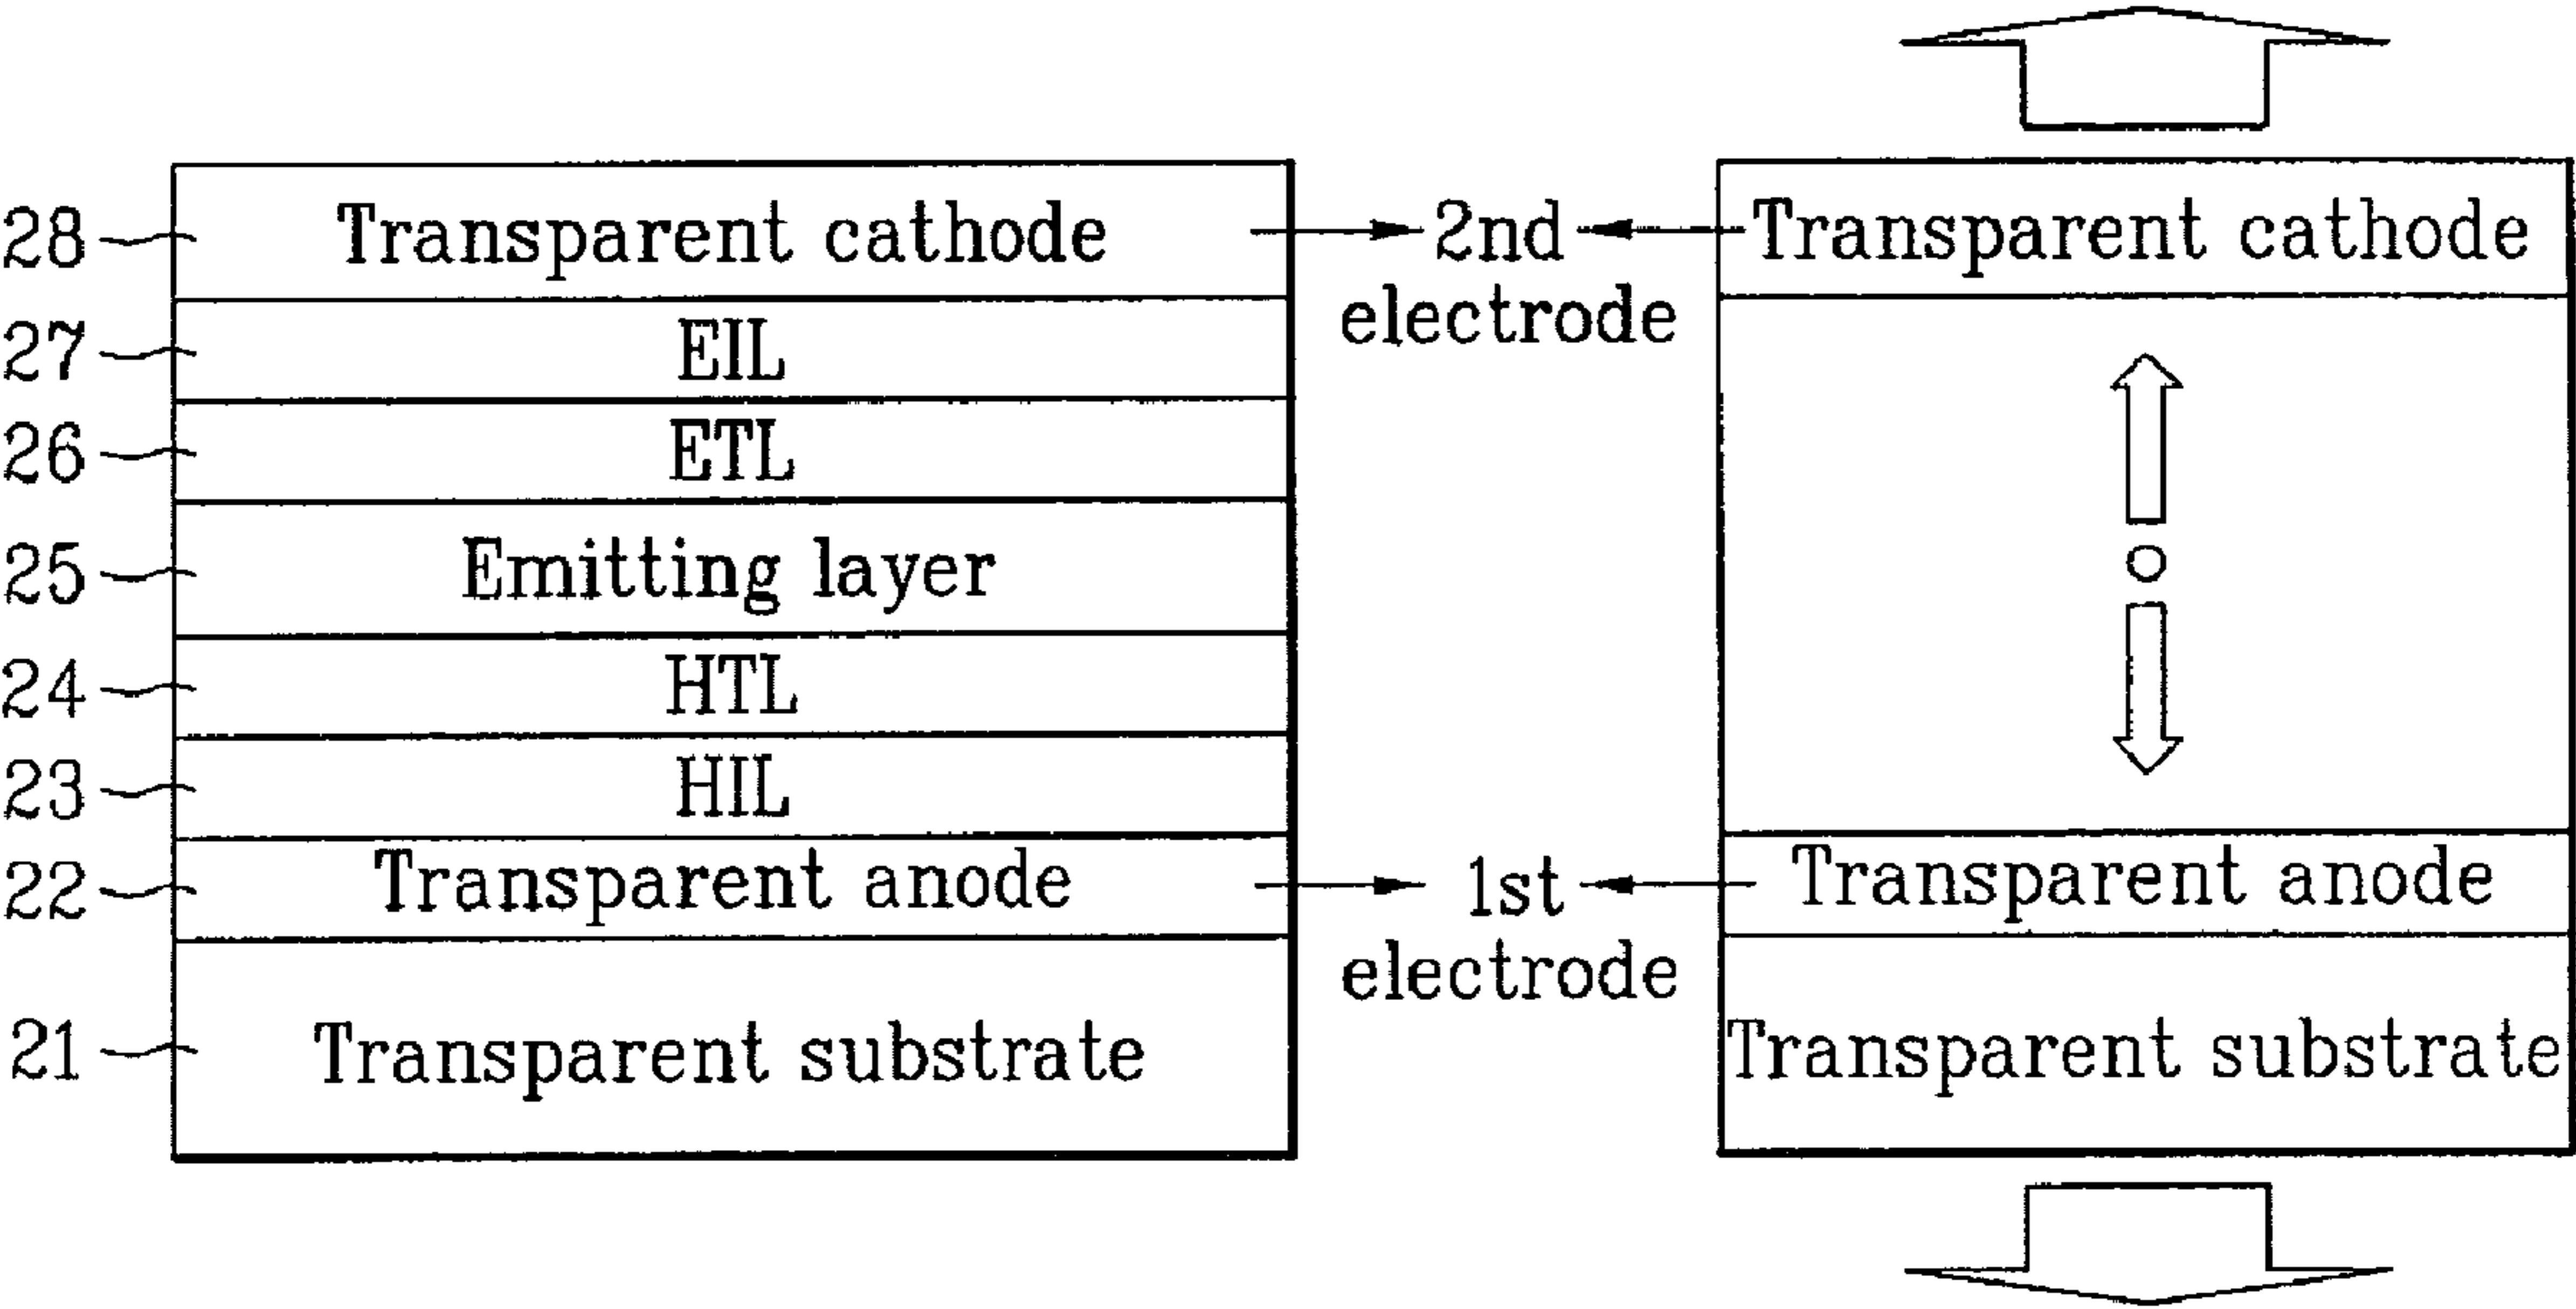 28
Transparent cathode
27
EIL
26
ETL
25
Emitting layer
24
HTL
23
HIL
22
Transparent anode
21
Transparent substrate
2nd
electrode
1st
electrode
Transparent cathode
Transparent anode
Transparent substrate